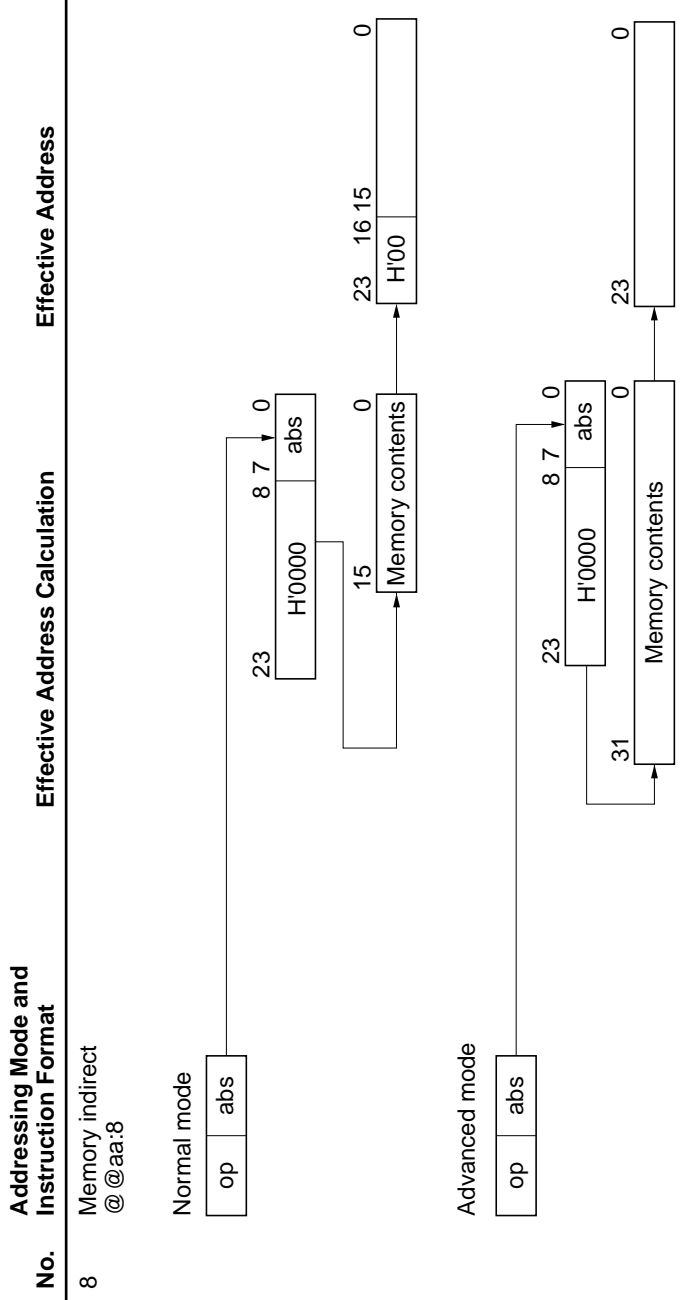 Addressing Mode and
No. Instruction Format Effective Address Calculation Effective Address
8 Memory indirect
@@aa:8
Normal mode
op abs
23 8 7 0
H'0000 abs
15 0
Memory contents
23 16 15 0
H'00
Advanced mode
op abs
23 8 7 0
H'0000 abs
31 0
Memory contents
23 0